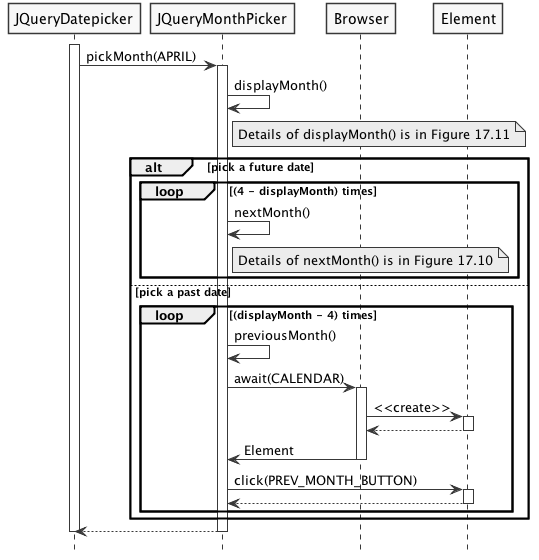 JQueryDatepicker JQueryMonthPicker Browser Element
pickMonth(APRIL)
displayMonth()
Details of displayMonth() is in Figure 17.11
alt [pick a future date]
loop [(4 - displayMonth) times]
nextMonth()
Details of nextMonth() is in Figure 17.10
[pick a past date]
loop [(displayMonth - 4) times]
previousMonth()
await(CALENDAR)
<<create>>
Element
click(PREV_MONTH_BUTTON)